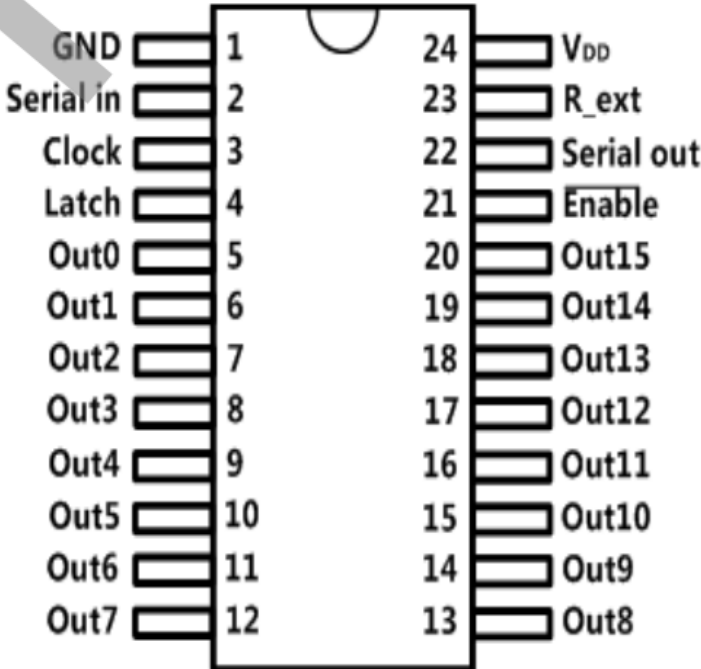 GND 1 24 VDD
Serial in 2 23 R_ext
Clock 3 22 Serial out
Latch 4 21 Enable
Out0 5 20 Out15
Out1 6 19 Out14
Out2 7 18 Out13
Out3 8 17 Out12
Out4 9 16 Out11
Out5 10 15 Out10
Out6 11 14 Out9
Out7 12 13 Out8